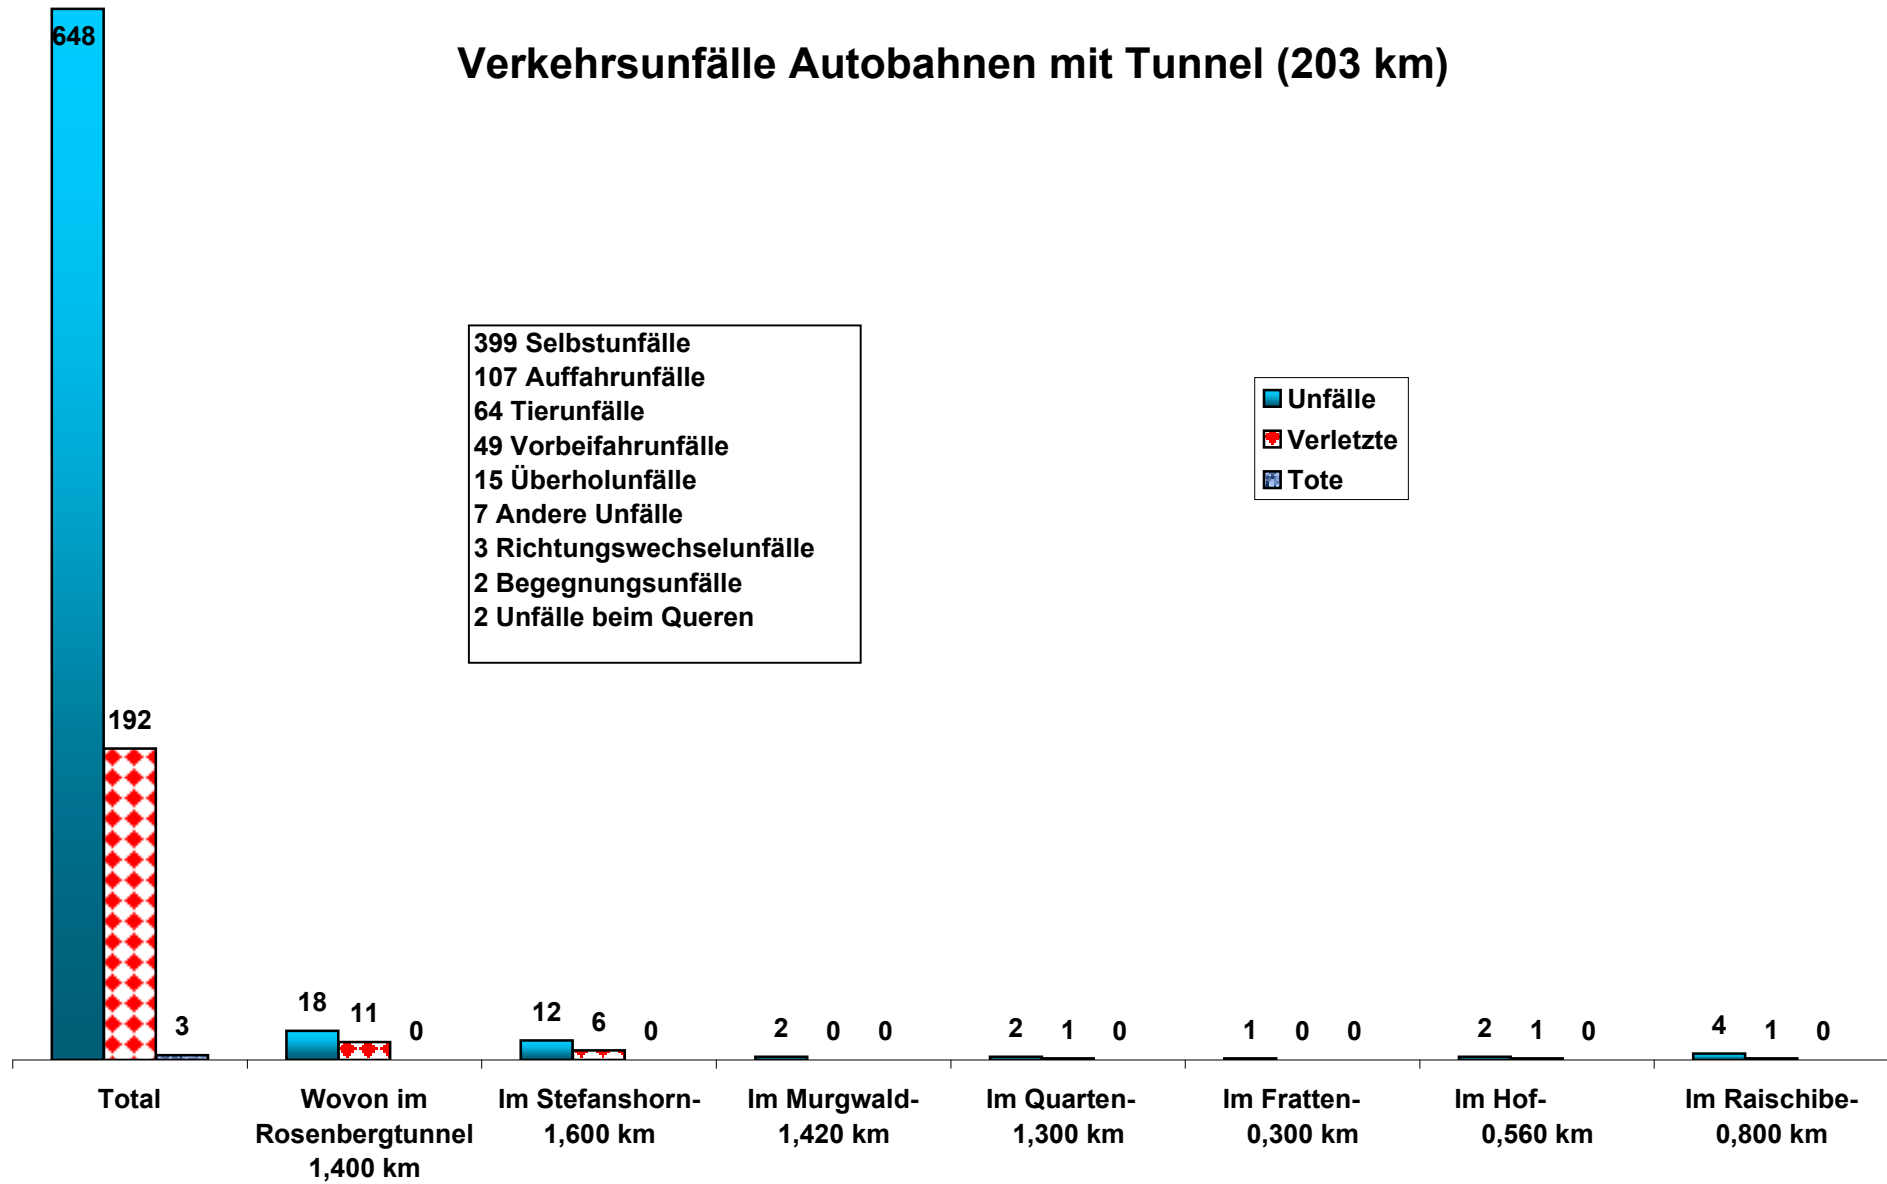 648
Verkehrsunfälle Autobahnen mit Tunnel (203 km)
399 Selbstunfälle
107 Auffahrunfälle
64 Tierunfälle
49 Vorbeifahrunfälle
15 Überholunfälle
7 Andere Unfälle
3 Richtungswechselunfälle
2 Begegnungsunfälle
2 Unfälle beim Queren
Unfälle
Verletzte
Tote
192
3
18 11 0
12 6 0
2 0 0
2 1 0
1 0 0
2 1 0
4 1 0
Total
Wovon im
Rosenbergtunnel
1,400 km
Im Stefanshorn-
1,600 km
Im Murgwald-
1,420 km
Im Quarten-
1,300 km
Im Fratten-
0,300 km
Im Hof-
0,560 km
Im Raischibe-
0,800 km